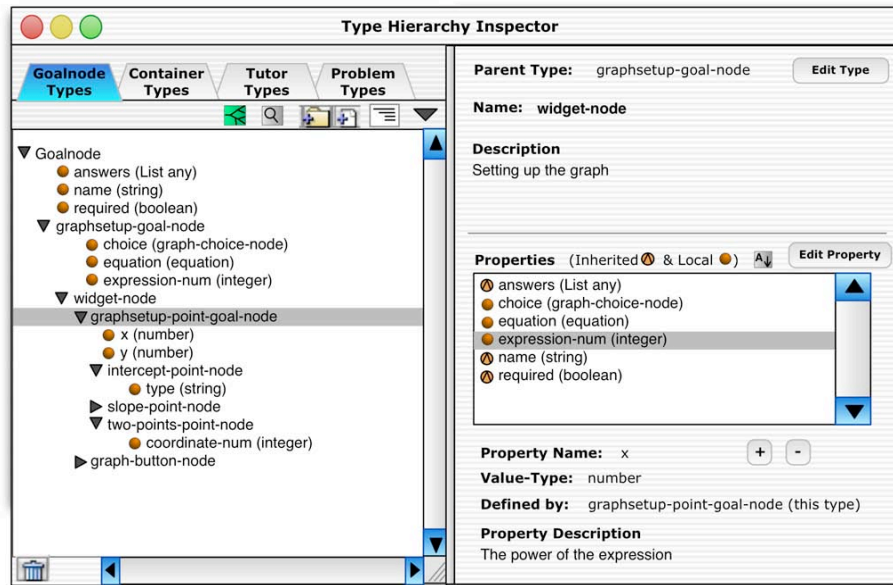 Type Hierarchy Inspector
Goalnode Types
Container Types
Tutor Types
Problem Types
Goalnode
answers (List any)
name (string)
required (boolean)
graphsetup-goal-node
choice (graph-choice-node)
equation (equation)
expression-num (integer)
widget-node
graphsetup-point-goal-node
x (number)
y (number)
intercept-point-node
type (string)
slope-point-node
two-points-point-node
coordinate-num (integer)
graph-button-node
Parent Type: graphsetup-goal-node
Edit Type
Name: widget-node
Description
Setting up the graph
Properties (Inherited & Local )
A
Edit Property
answers (List any)
choice (graph-choice-node)
equation (equation)
expression-num (integer)
name (string)
required (boolean)
Property Name: x
+ -
Value-Type: number
Defined by: graphsetup-point-goal-node (this type)
Property Description
The power of the expression